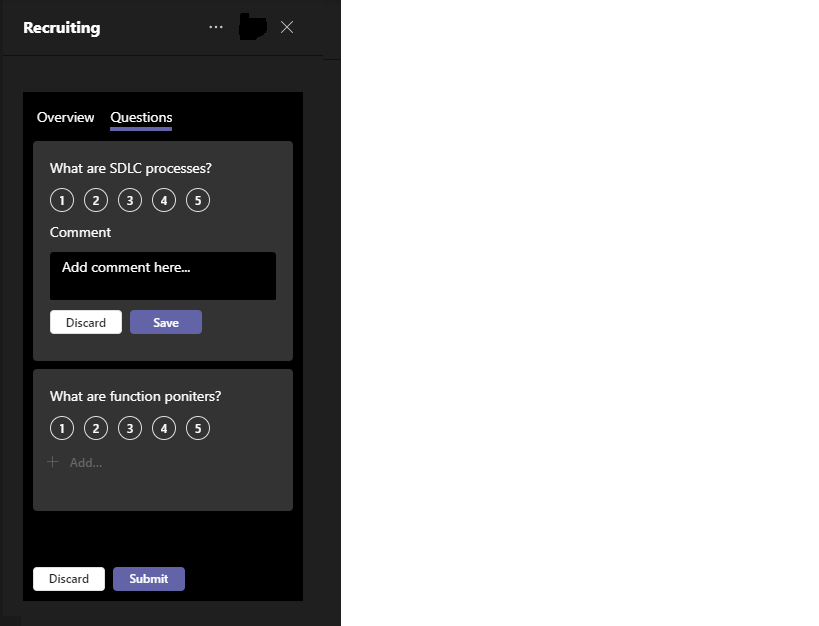 Recruiting
Overview Questions
What are SDLC processes?
1 2 3 4 5
Comment
Add comment here...
Discard Save
What are function poniters?
1 2 3 4 5
+ Add...
Discard Submit